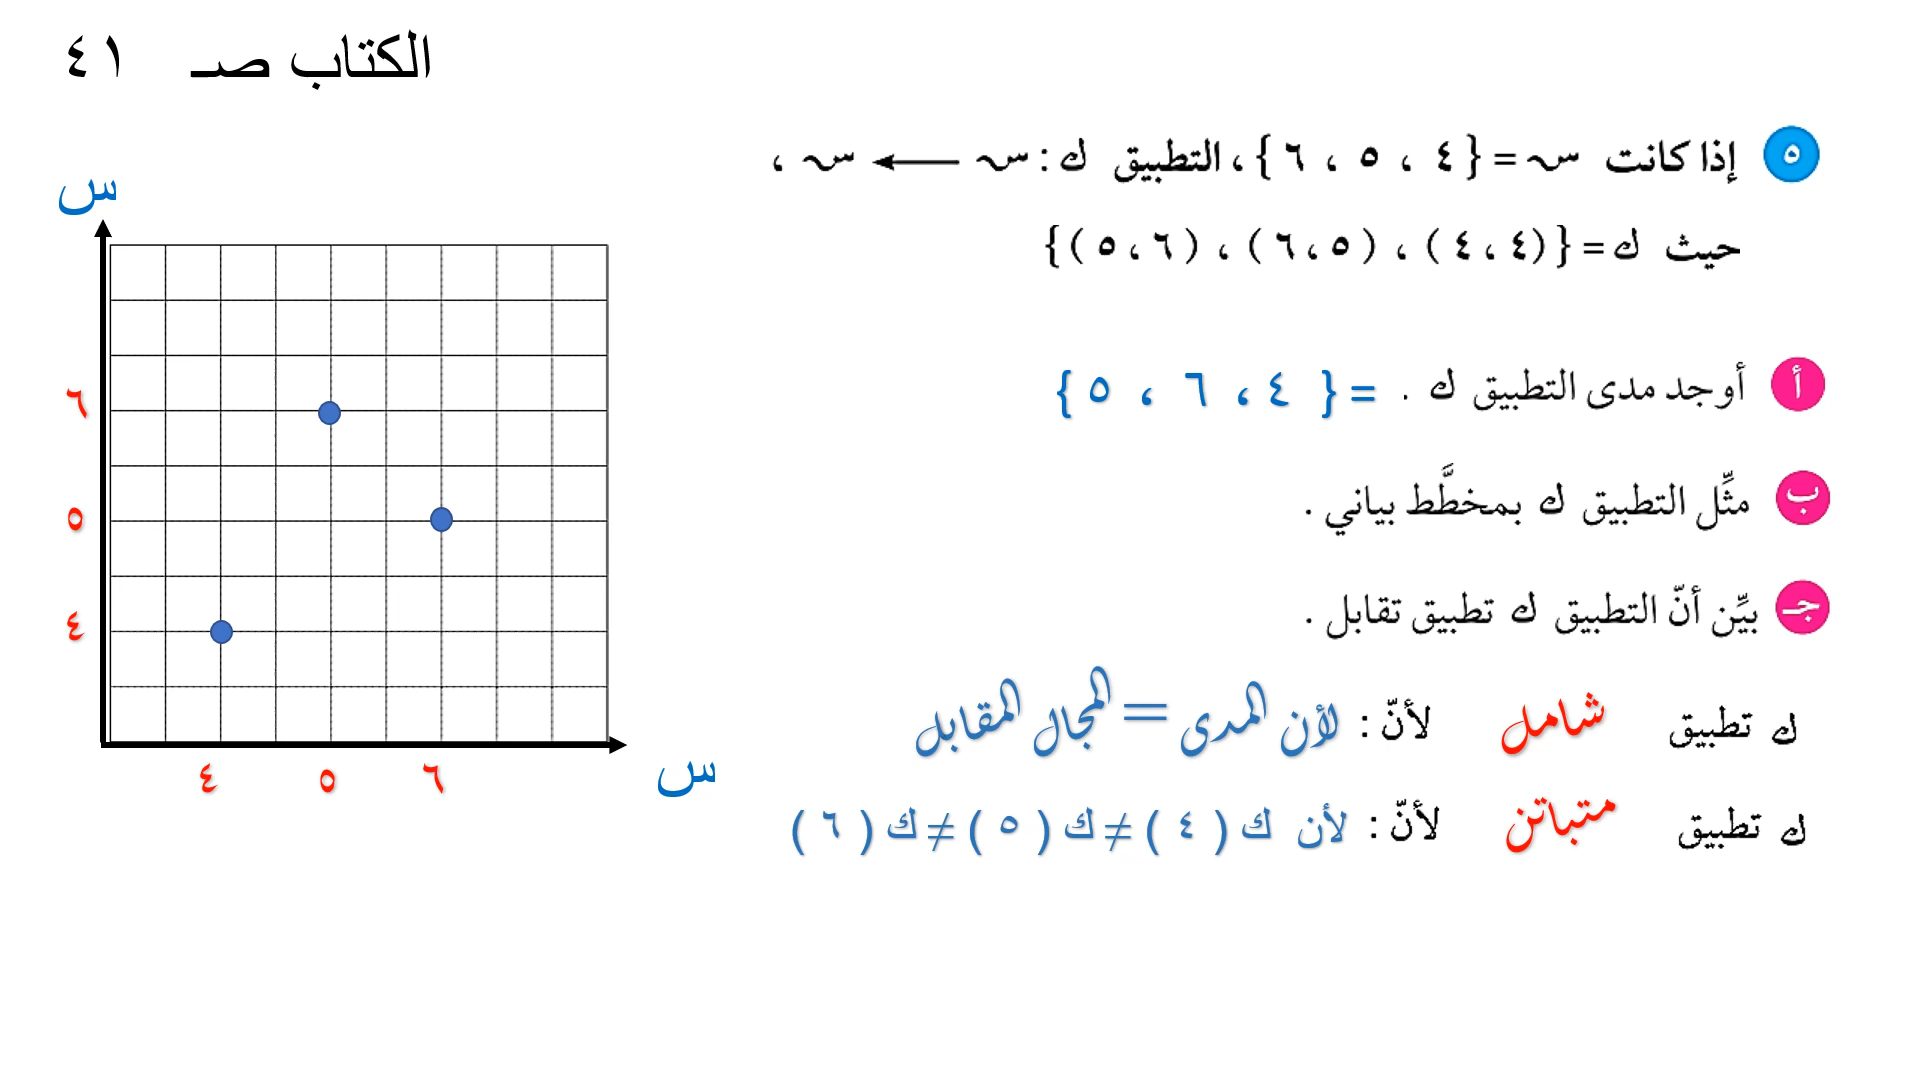 الكتاب صـ ٤١
٥ إذا كانت س = { ٤ ، ٥ ، ٦ } ، التطبيق ك : س ← س ،
حيث ك = { (٤ ، ٤) ، (٥ ، ٦) ، (٦ ، ٥) }
أ أوجد مدى التطبيق ك . = { ٤ ، ٦ ، ٥ }
ب مثِّل التطبيق ك بمخطَّط بياني .
جـ بيِّن أنّ التطبيق ك تطبيق تقابل .
ك تطبيق شامل لأنّ : لأن المدى = المجال المقابل
ك تطبيق متباتن لأنّ : لأن ك ( ٤ ) ≠ ك ( ٥ ) ≠ ك ( ٦ )
س
٦
٥
٤
٤ ٥ ٦
س